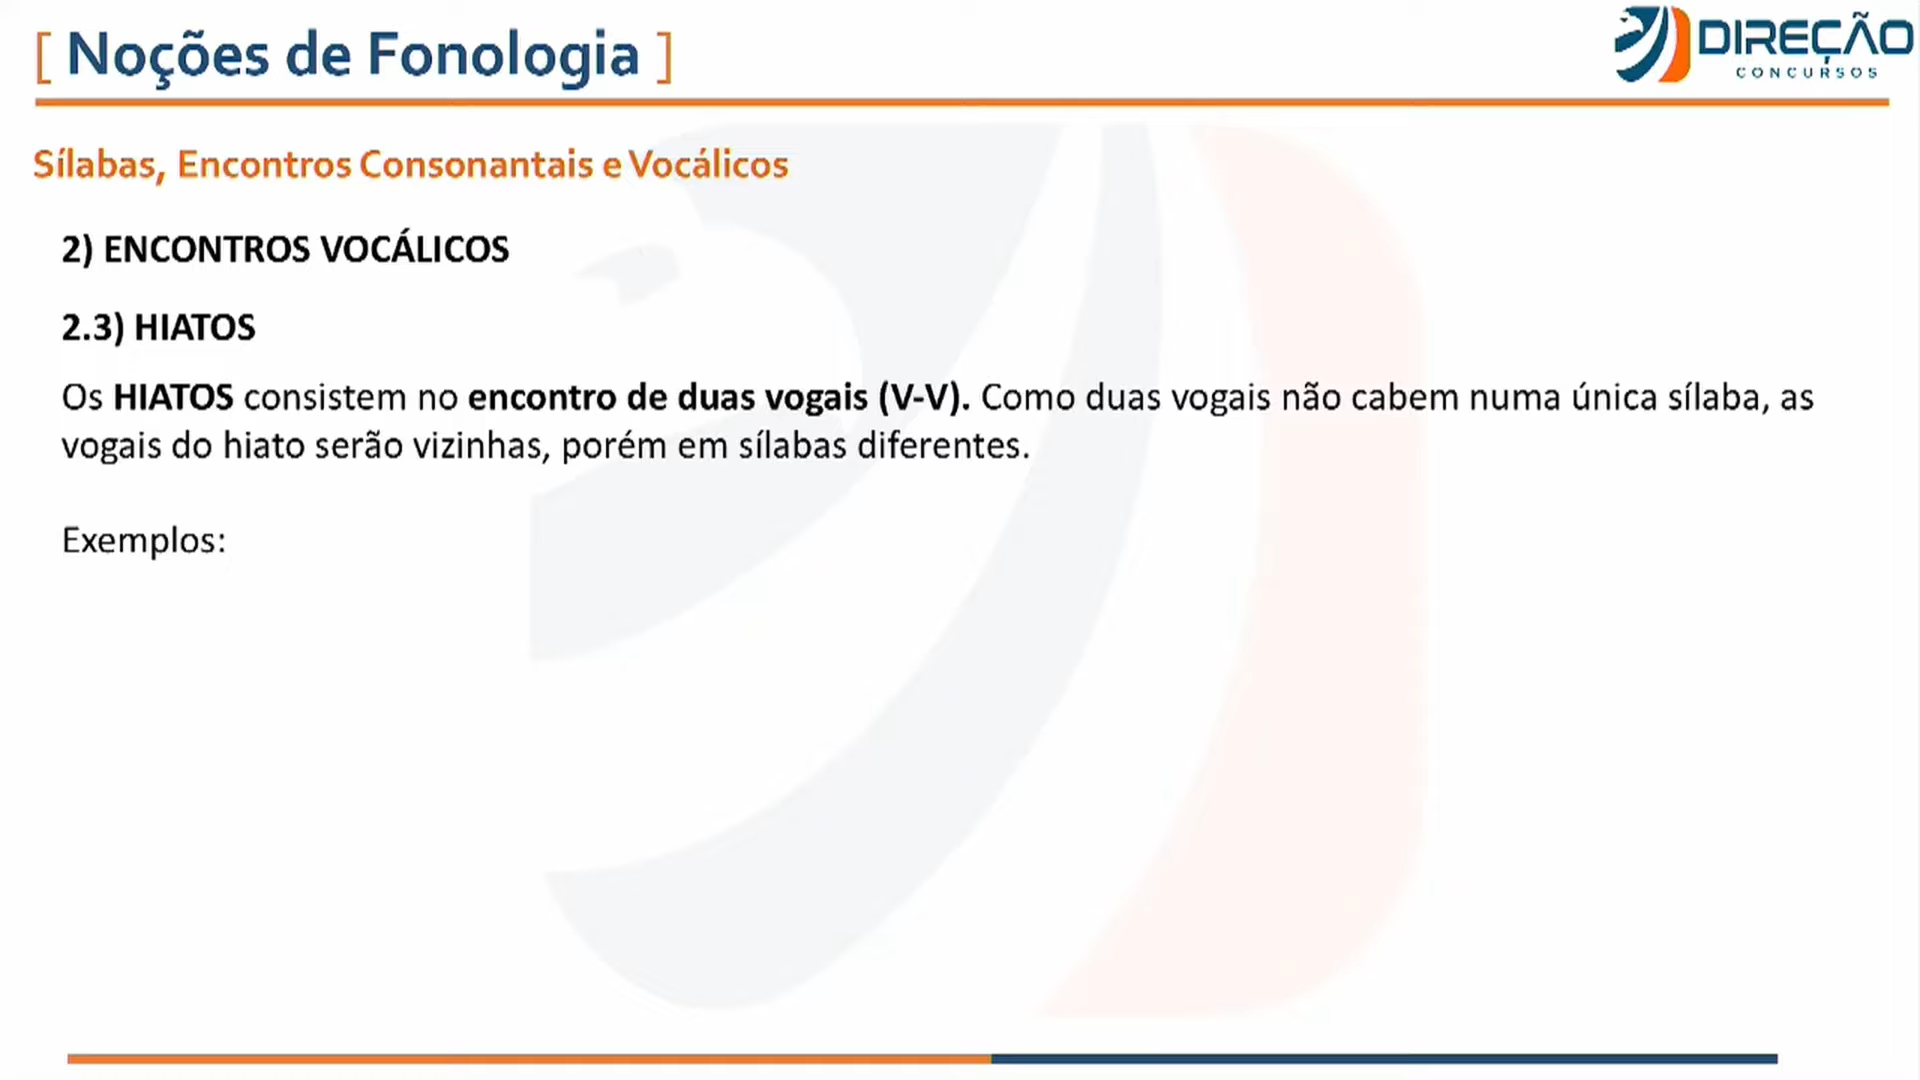 [ Noções de Fonologia ]
DIREÇÃO
CONCURSOS
Sílabas, Encontros Consonantais e Vocálicos
2) ENCONTROS VOCÁLICOS
2.3) HIATOS
Os HIATOS consistem no encontro de duas vogais (V-V). Como duas vogais não cabem numa única sílaba, as
vogais do hiato serão vizinhas, porém em sílabas diferentes.
Exemplos: